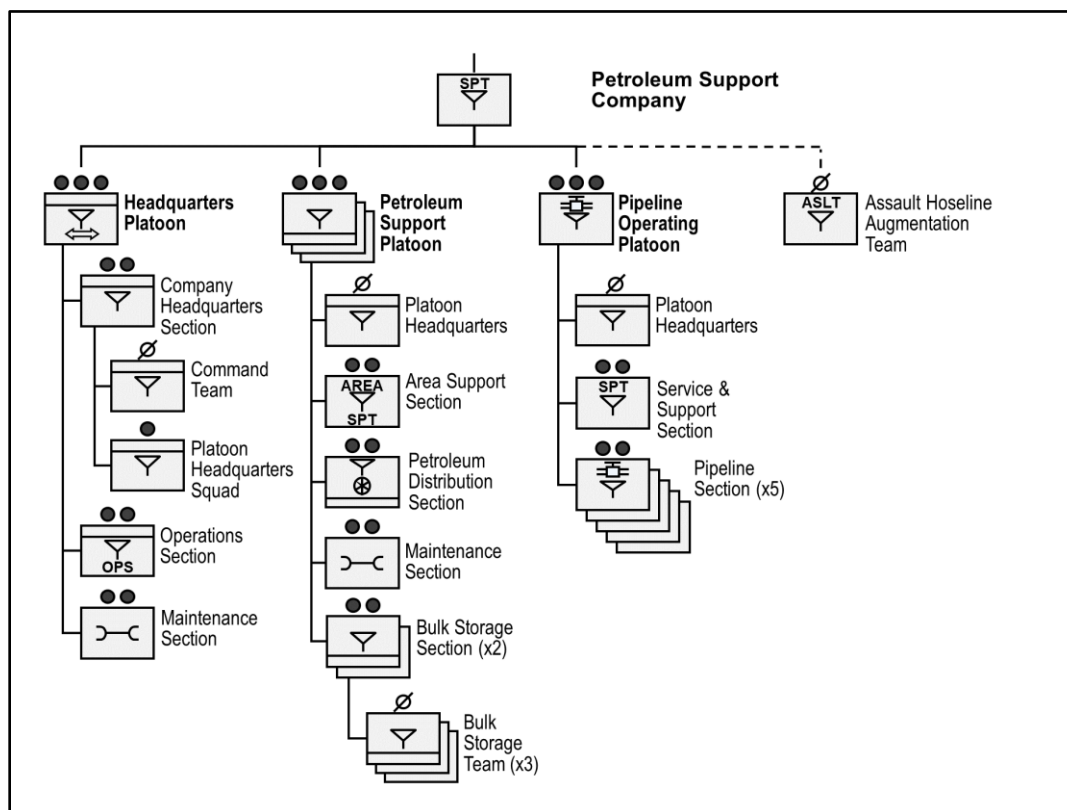 SPT
Petroleum Support
Company
Headquarters
Platoon
Company
Headquarters
Section
Command
Team
Platoon
Headquarters
Squad
OPS
Operations
Section
Maintenance
Section
Petroleum
Support
Platoon
Platoon
Headquarters
AREA
SPT
Area Support
Section
Petroleum
Distribution
Section
Maintenance
Section
Bulk Storage
Section (x2)
Bulk
Storage
Team (x3)
Pipeline
Operating
Platoon
Platoon
Headquarters
SPT
Service &
Support
Section
Pipeline
Section (x5)
ASLT
Assault Hoseline
Augmentation
Team